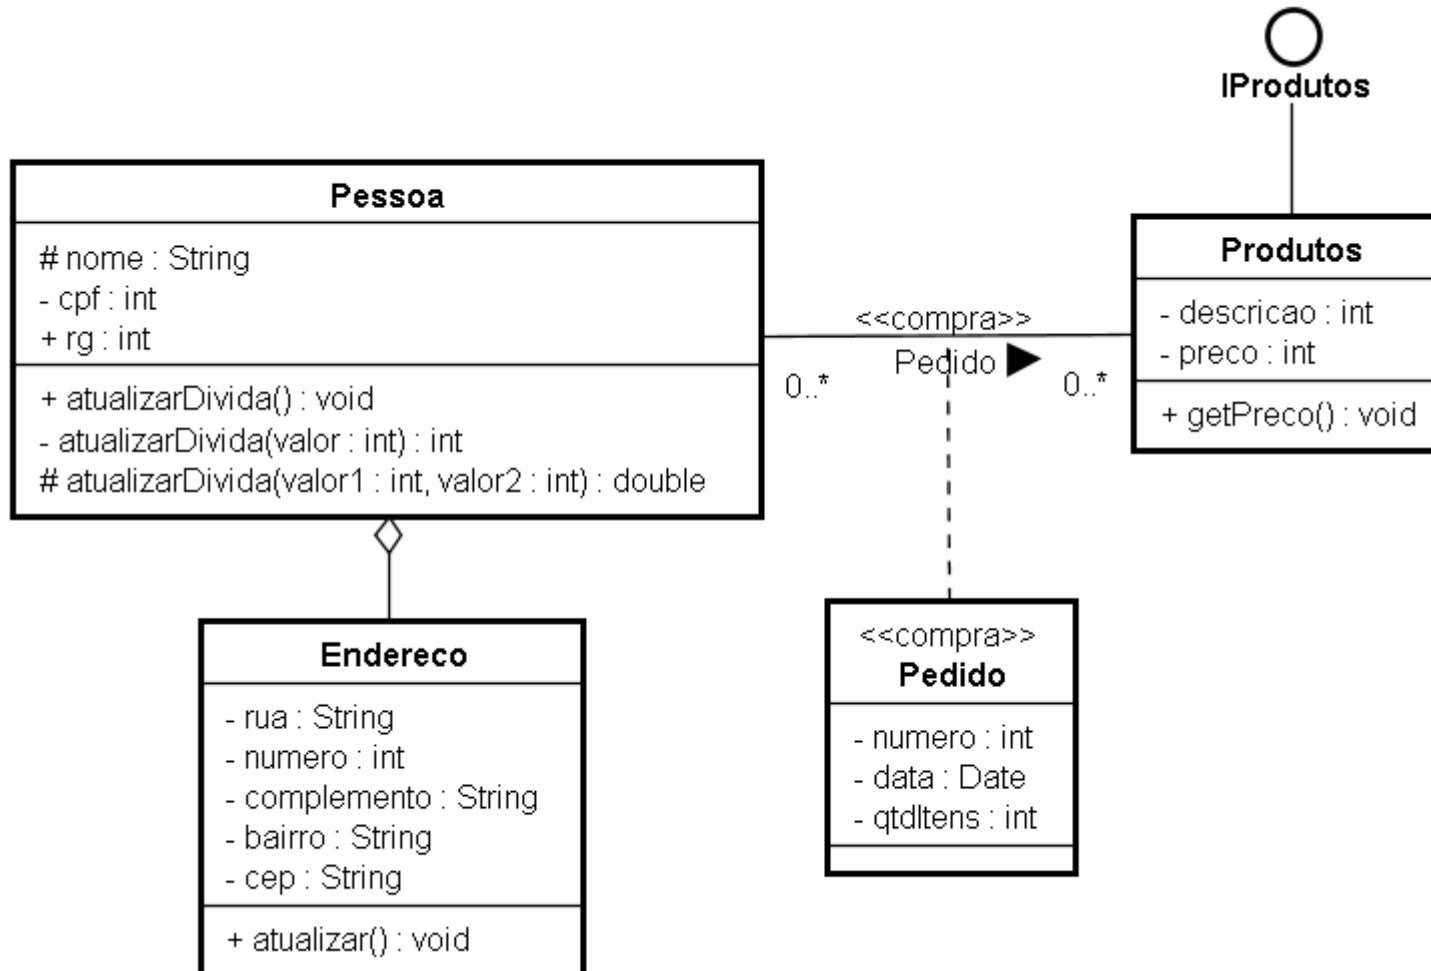 IProdutos
Pessoa
# nome : String
- cpf : int
+ rg : int
+ atualizarDivida() : void
- atualizarDivida(valor : int) : int
# atualizarDivida(valor1 : int, valor2 : int) : double
<<compra>>
Pedido
0..*
0..*
Produtos
- descricao : int
- preco : int
+ getPreco() : void
Endereco
- rua : String
- numero : int
- complemento : String
- bairro : String
- cep : String
+ atualizar() : void
<<compra>>
Pedido
- numero : int
- data : Date
- qtdItens : int